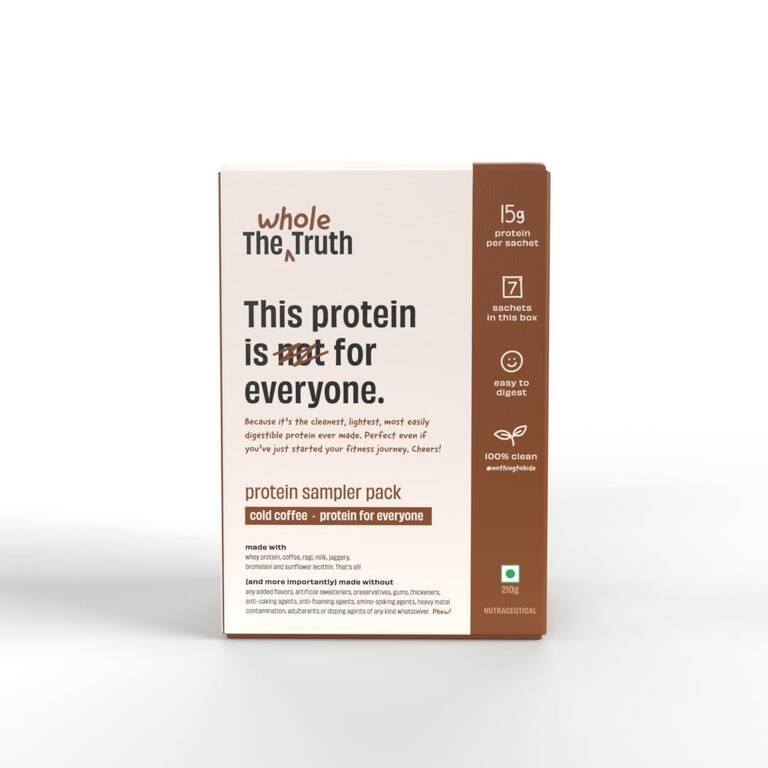 whole
The ^ Truth
This protein
is not for
everyone.
Because it's the cleanest, lightest, most easily
digestible protein ever made. Perfect even if
you've just started your fitness journey. Cheers!
protein sampler pack
cold coffee · protein for everyone
made with
whey protein, coffee, ragi, milk, jaggery,
bromelain and sunflower lecithin. That's all!
(and more importantly) made without
any added flavors, artificial sweeteners, preservatives, gums, thickeners,
anti-caking agents, anti-foaming agents, amino-spiking agents, heavy metal
contamination, adulterants or doping agents of any kind whatsoever. Phew!
15g
protein
per sachet
7
sachets
in this box
easy to
digest
100% clean
#nothingtohide
210g
NUTRACEUTICAL